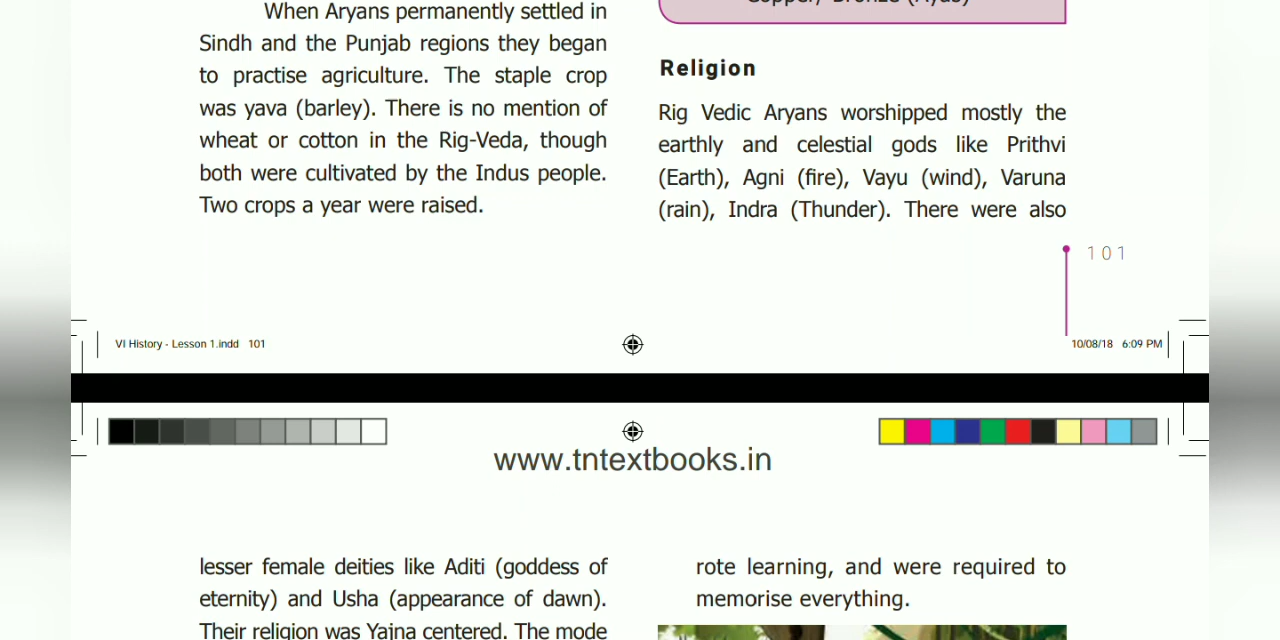 When Aryans permanently settled in
Sindh and the Punjab regions they began
to practise agriculture. The staple crop
was yava (barley). There is no mention of
wheat or cotton in the Rig-Veda, though
both were cultivated by the Indus people.
Two crops a year were raised.
Copper/ Bronze (Ayas)
Religion
Rig Vedic Aryans worshipped mostly the
earthly and celestial gods like Prithvi
(Earth), Agni (fire), Vayu (wind), Varuna
(rain), Indra (Thunder). There were also
101
VI History - Lesson 1.indd 101
10/08/18 6:09 PM
www.tntextbooks.in
lesser female deities like Aditi (goddess of
eternity) and Usha (appearance of dawn).
Their religion was Yajna centered. The mode
rote learning, and were required to
memorise everything.